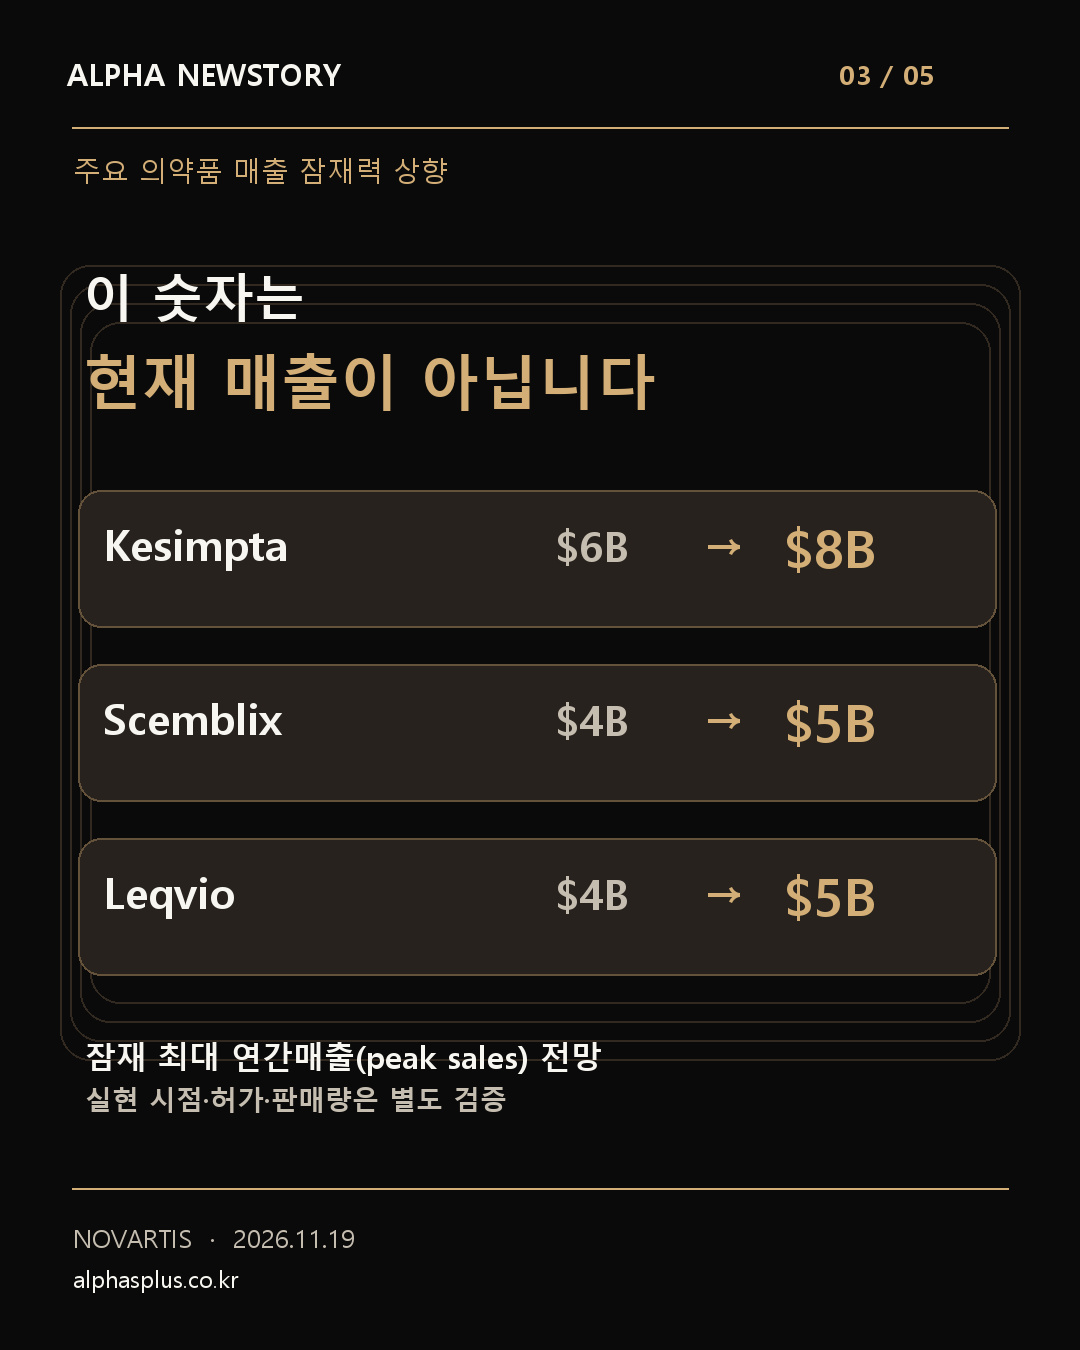 ALPHA NEWSTORY 03 / 05
주요 의약품 매출 잠재력 상향
이 숫자는
현재 매출이 아닙니다
Kesimpta $6B → $8B
Scemblix $4B → $5B
Leqvio $4B → $5B
잠재 최대 연간매출(peak sales) 전망
실현 시점·허가·판매량은 별도 검증
NOVARTIS · 2026.11.19
alphasplus.co.kr